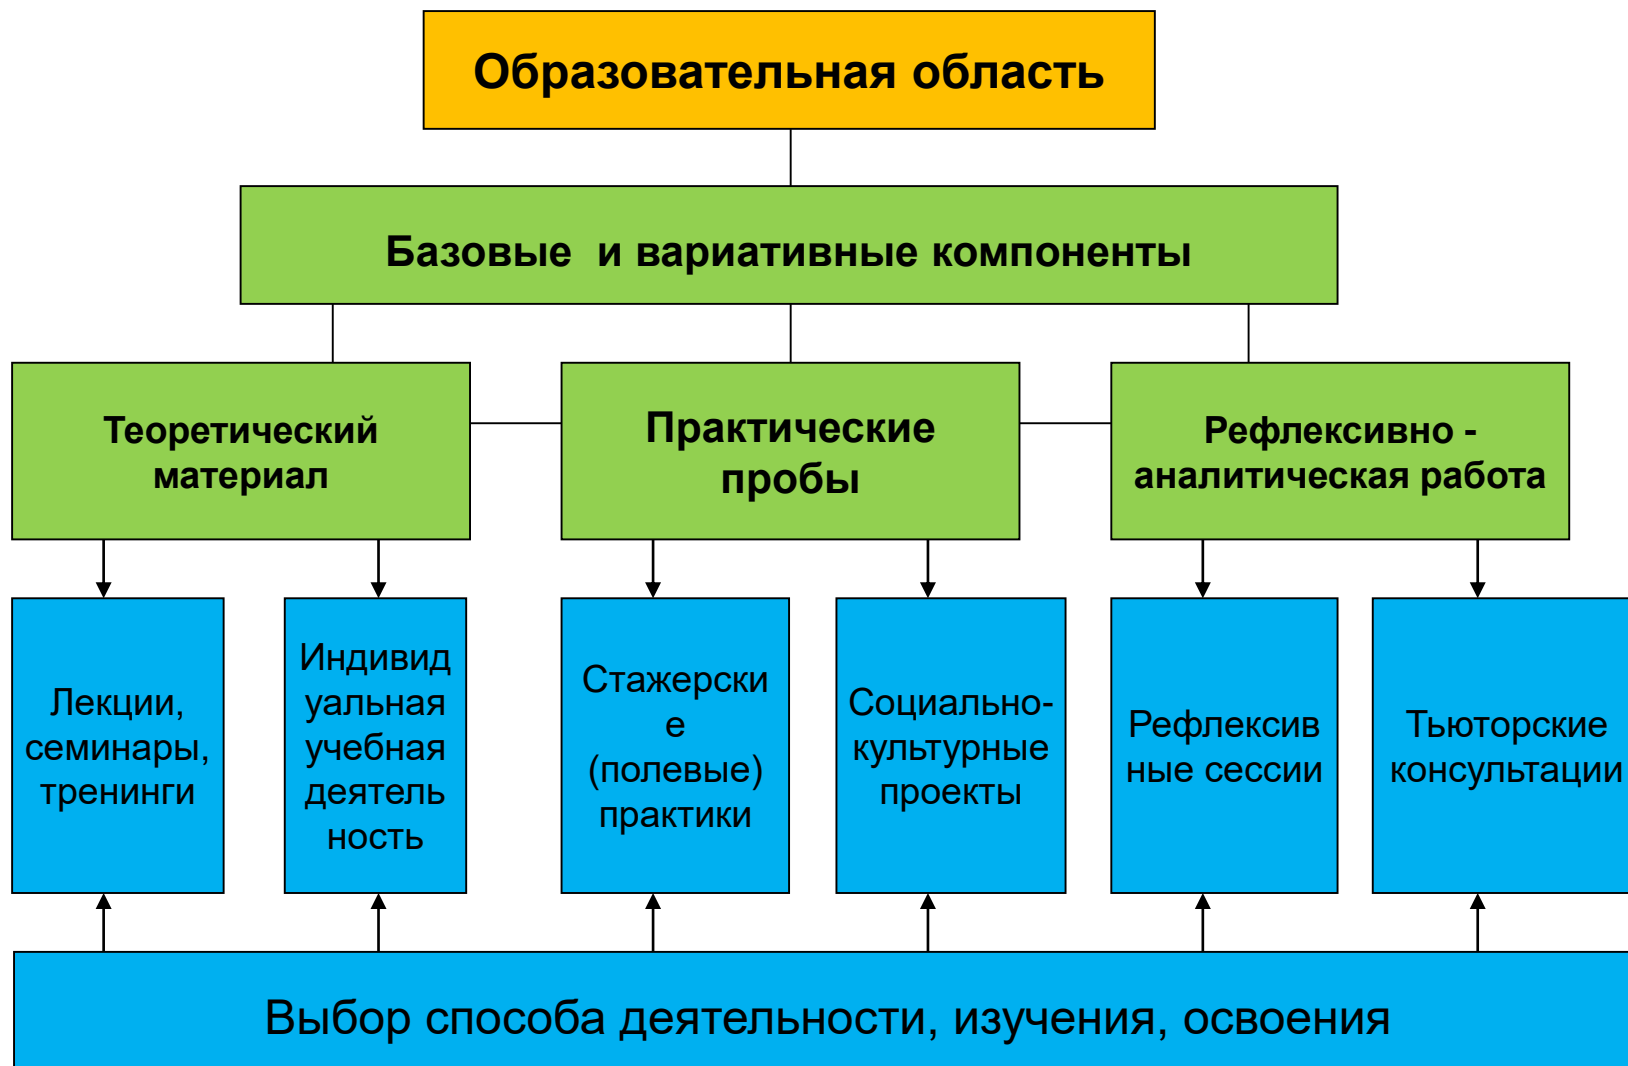 Образовательная область
Базовые  и вариативные компоненты
Теоретический
материал
Практические
пробы
Рефлексивно -
аналитическая работа
Лекции,
семинары,
тренинги
Индивид
уальная
учебная
деятель
ность
Стажерски
е
(полевые)
практики
Социально-
культурные
проекты
Рефлексив
ные сессии
Тьюторские
консультации
Выбор способа деятельности, изучения, освоения